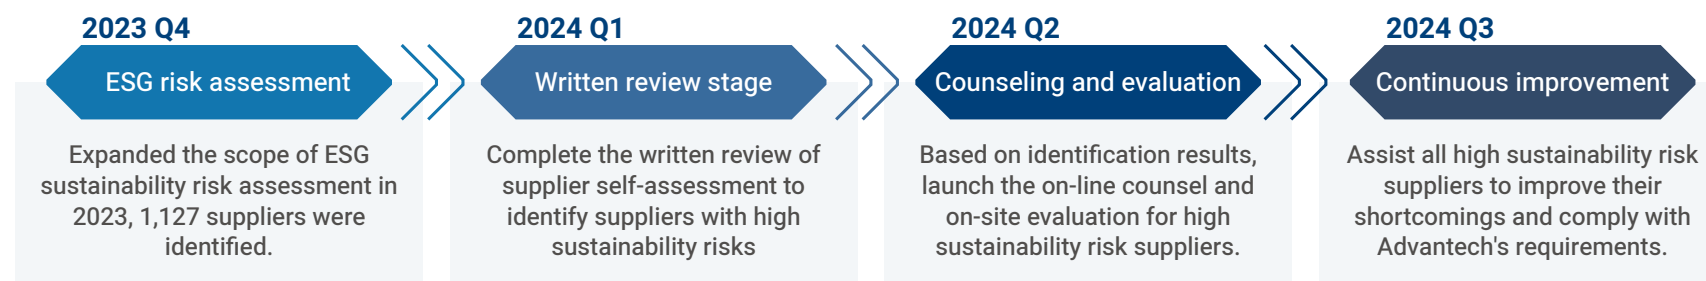 2023 Q4
ESG risk assessment
Expanded the scope of ESG
sustainability risk assessment in
2023, 1,127 suppliers were
identified.
2024 Q1
Written review stage
Complete the written review of
supplier self-assessment to
identify suppliers with high
sustainability risks
2024 Q2
Counseling and evaluation
Based on identification results,
launch the on-line counsel and
on-site evaluation for high
sustainability risk suppliers.
2024 Q3
Continuous improvement
Assist all high sustainability risk
suppliers to improve their
shortcomings and comply with
Advantech's requirements.